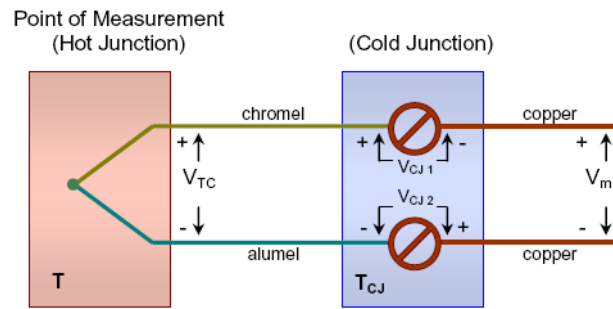 Point of Measurement
(Hot Junction)
(Cold Junction)
chromel
copper
+
+
-
+
V_TC
V_CJ 1
V_m
V_CJ 2
-
-
+
-
alumel
copper
T
T_CJ